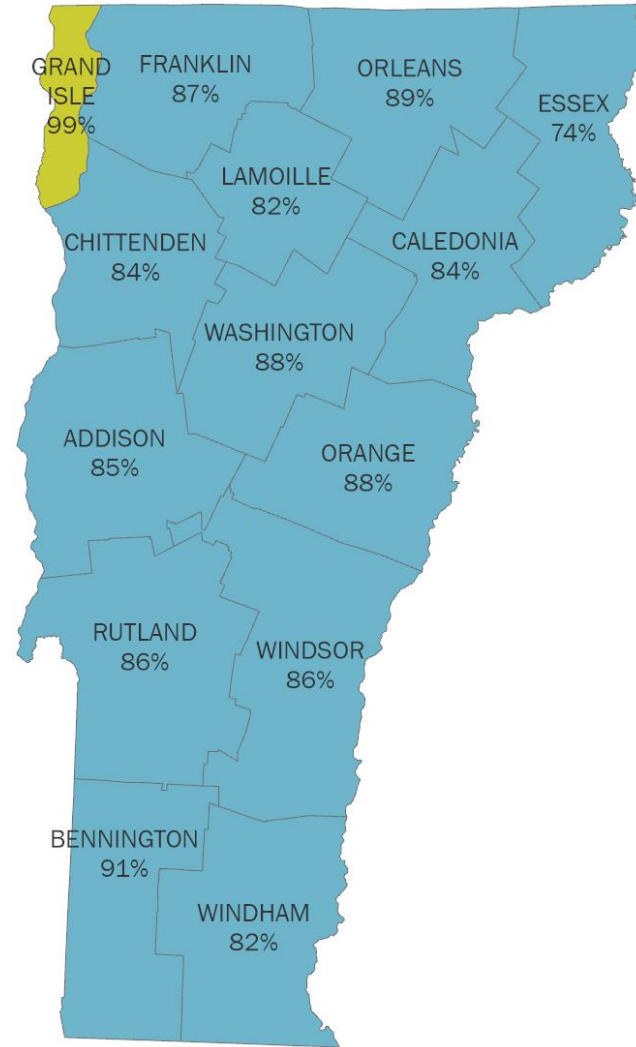 GRAND
ISLE
99%
FRANKLIN
87%
ORLEANS
89%
ESSEX
74%
LAMOILLE
82%
CHITTENDEN
84%
CALEDONIA
84%
WASHINGTON
88%
ADDISON
85%
ORANGE
88%
RUTLAND
86%
WINDSOR
86%
BENNINGTON
91%
WINDHAM
82%